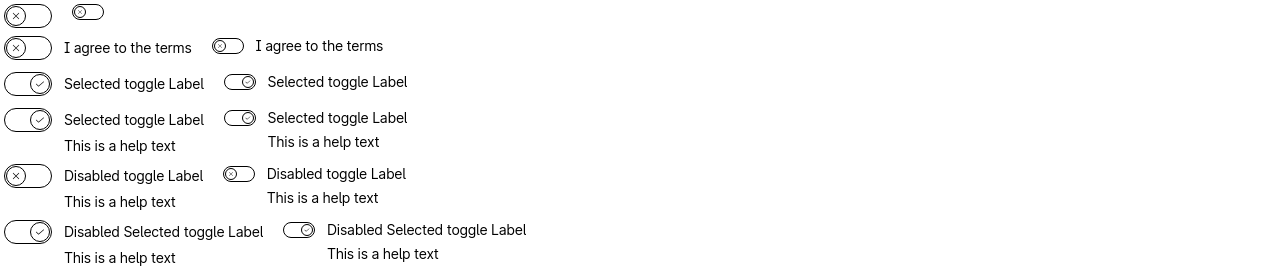 I agree to the terms I agree to the terms
Selected toggle Label Selected toggle Label
Selected toggle Label Selected toggle Label
This is a help text This is a help text
Disabled toggle Label Disabled toggle Label
This is a help text This is a help text
Disabled Selected toggle Label Disabled Selected toggle Label
This is a help text This is a help text